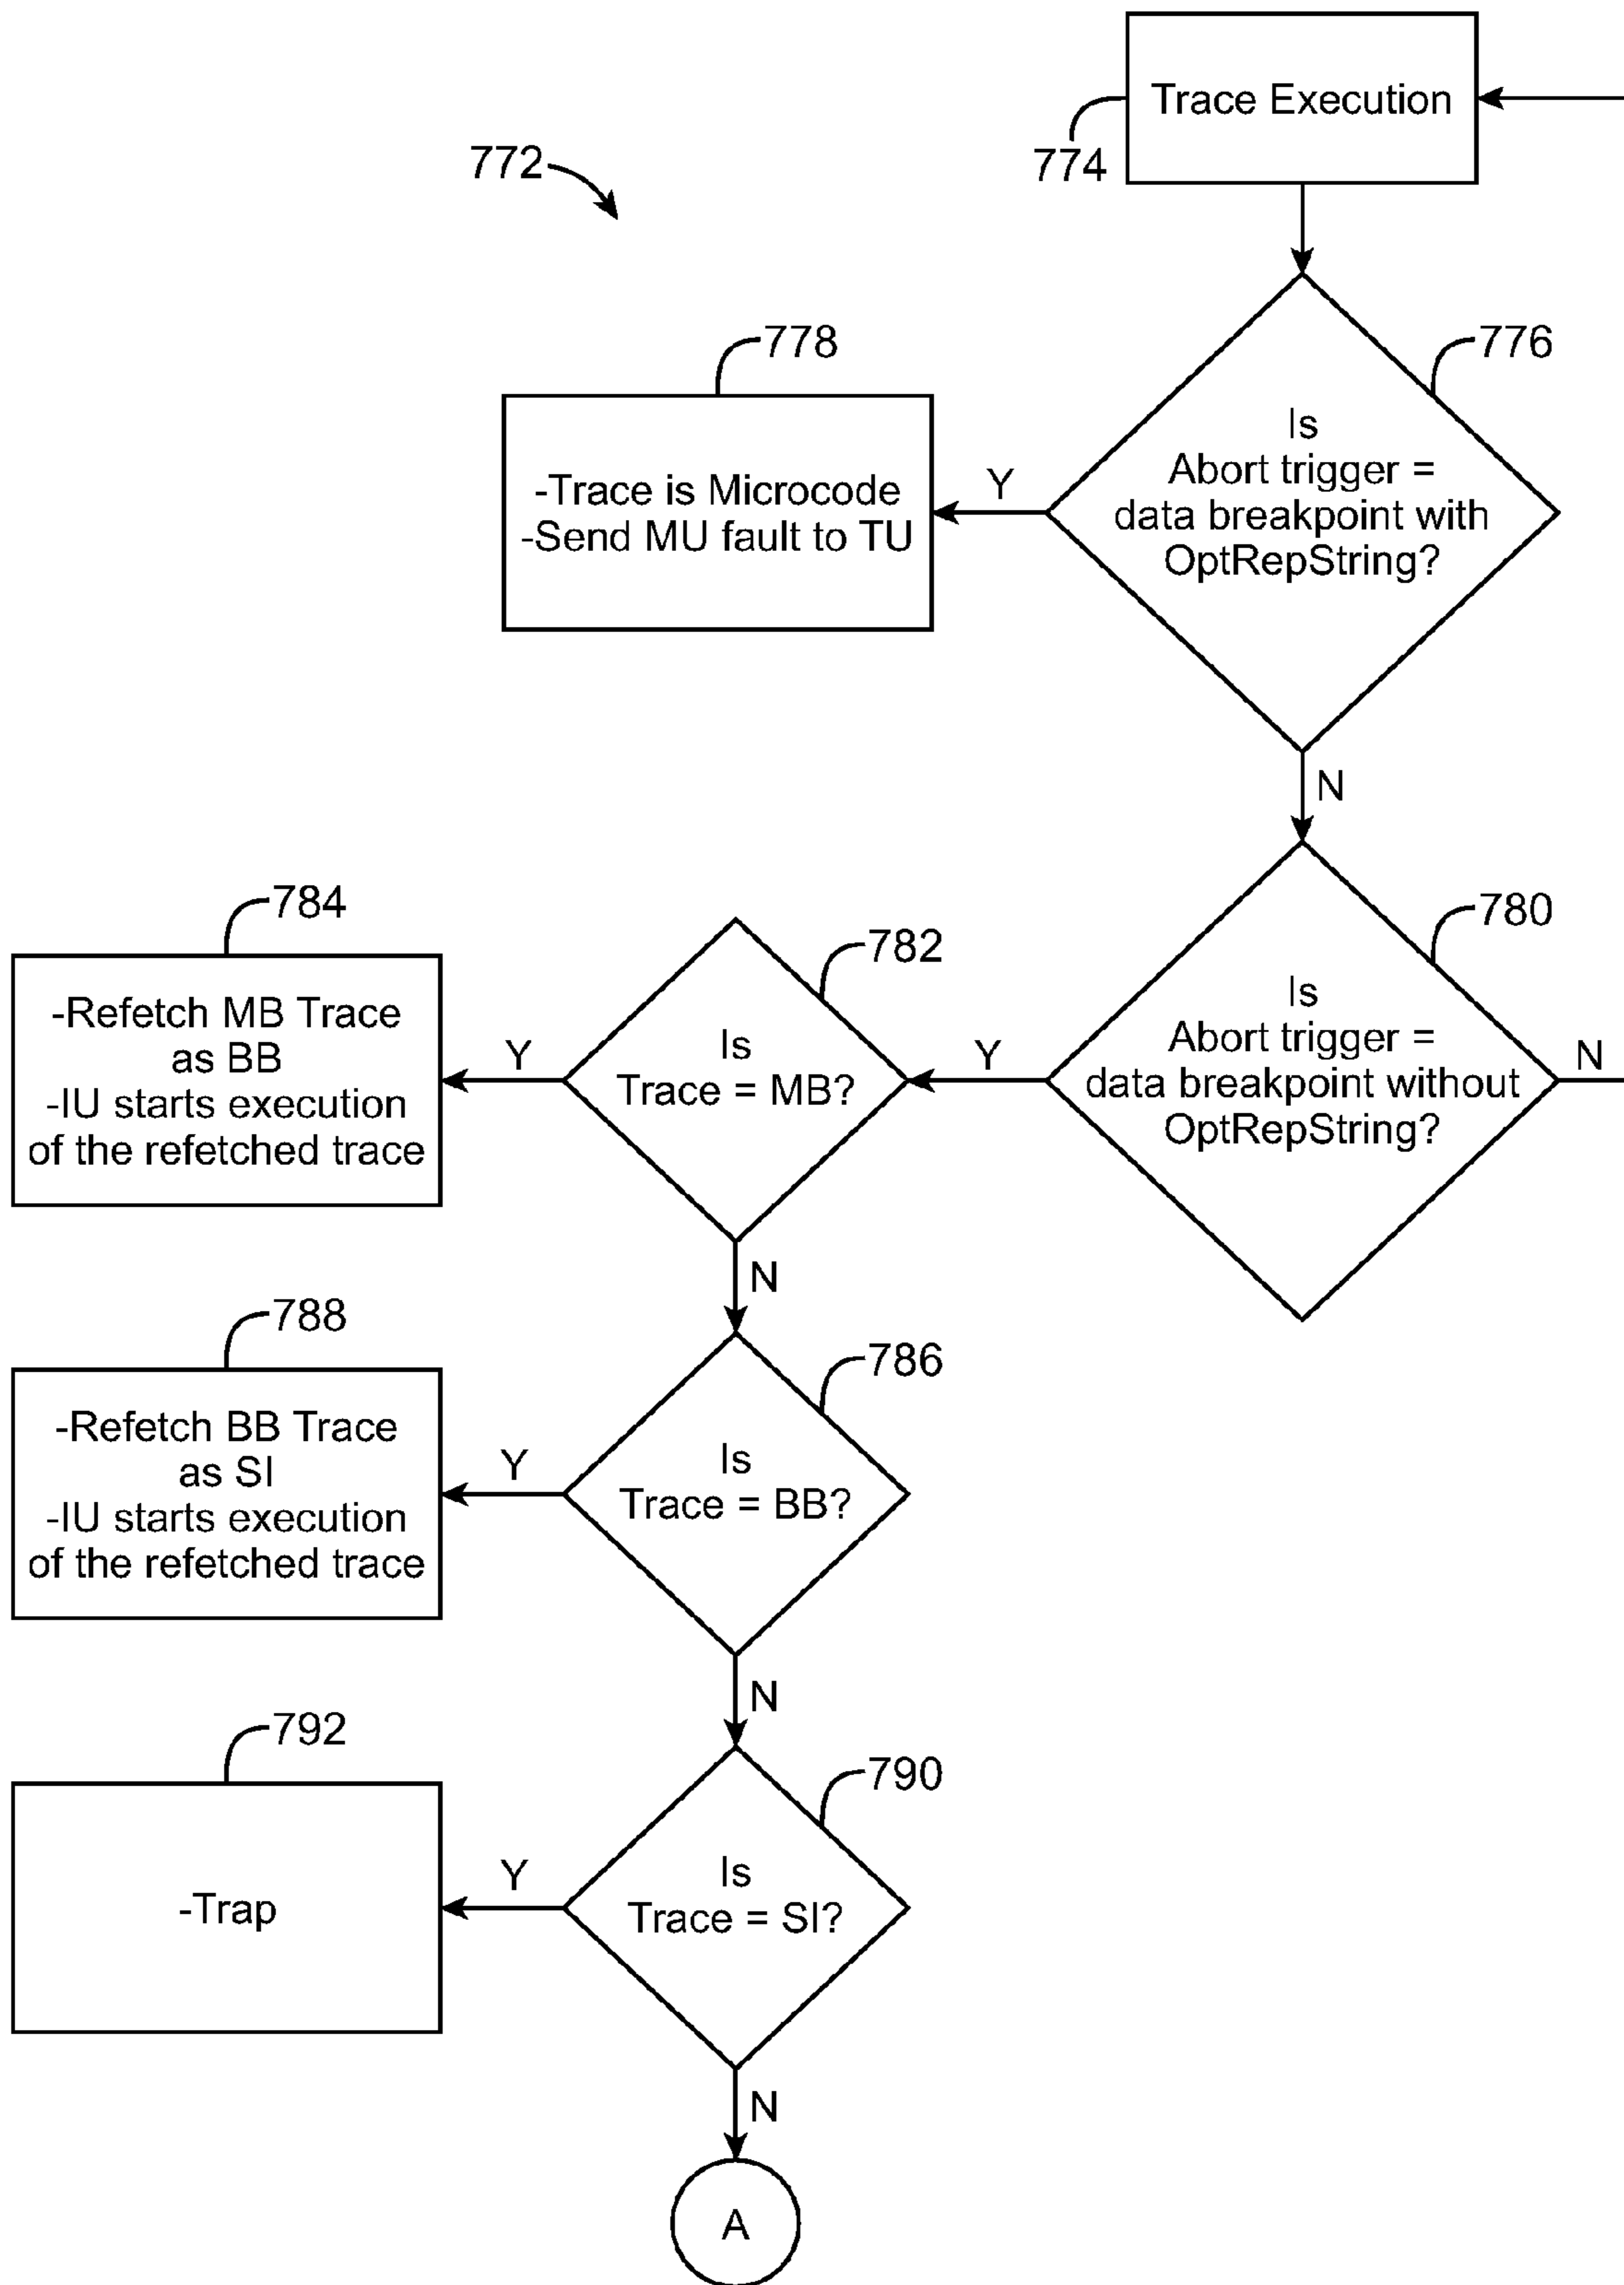 Trace Execution
774
772
778
776
-Trace is Microcode
-Send MU fault to TU
Y
Is
Abort trigger =
data breakpoint with
OptRepString?
N
784
782
780
-Refetch MB Trace
as BB
-IU starts execution
of the refetched trace
Y
Is
Trace = MB?
Y
Is
Abort trigger =
data breakpoint without
OptRepString?
N
N
788
786
-Refetch BB Trace
as SI
-IU starts execution
of the refetched trace
Y
Is
Trace = BB?
N
792
790
-Trap
Y
Is
Trace = SI?
N
A